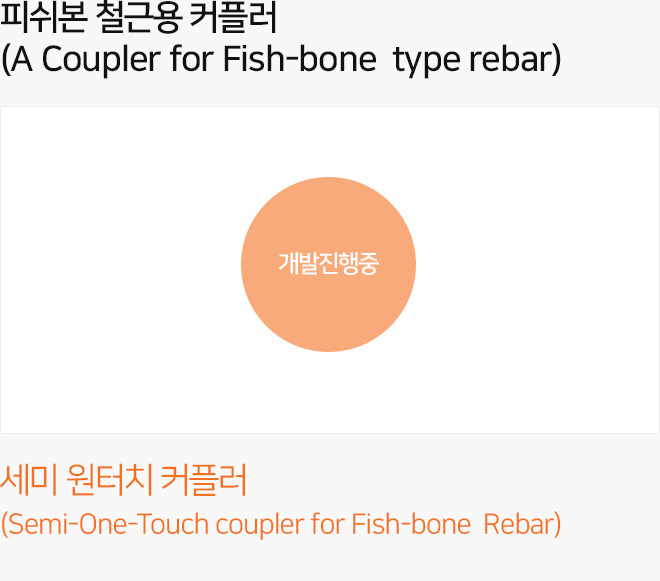 피쉬본 철근용 커플러
(A Coupler for Fish-bone type rebar)
개발진행중
세미 원터치 커플러
(Semi-One-Touch coupler for Fish-bone Rebar)